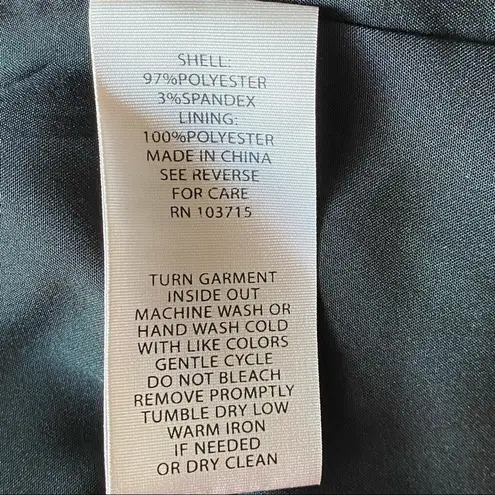 SHELL:
97%POLYESTER
3%SPANDEX
LINING:
100%POLYESTER
MADE IN CHINA
SEE REVERSE
FOR CARE
RN 103715
TURN GARMENT
INSIDE OUT
MACHINE WASH OR
HAND WASH COLD
WITH LIKE COLORS
GENTLE CYCLE
DO NOT BLEACH
REMOVE PROMPTLY
TUMBLE DRY LOW
WARM IRON
IF NEEDED
OR DRY CLEAN